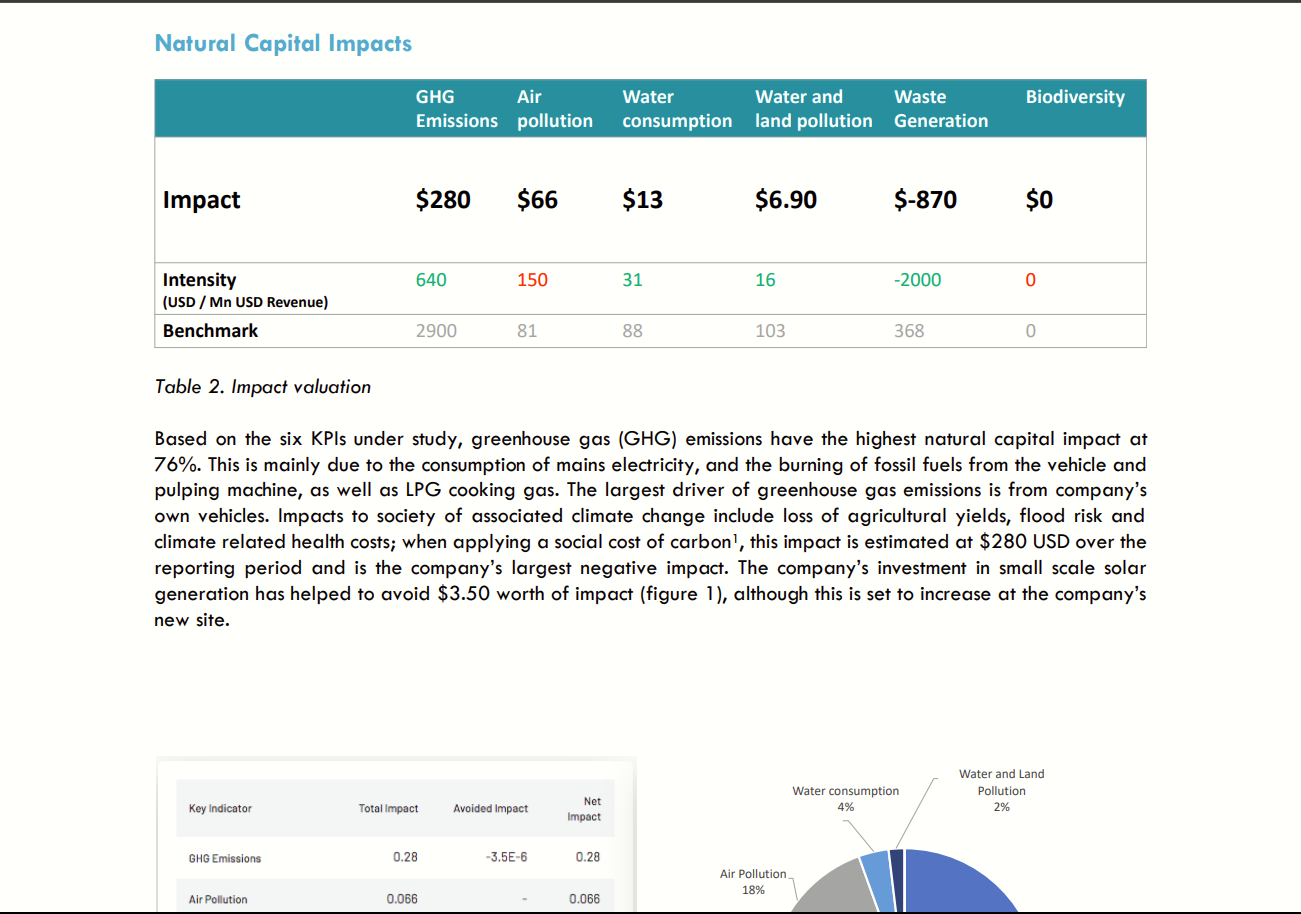 Natural Capital Impacts
GHG Emissions Air pollution Water consumption Water and land pollution Waste Generation Biodiversity
Impact $280 $66 $13 $6.90 $-870 $0
Intensity 640 150 31 16 -2000 0
(USD / Mn USD Revenue)
Benchmark 2900 81 88 103 368 0
Table 2. Impact valuation
Based on the six KPIs under study, greenhouse gas (GHG) emissions have the highest natural capital impact at
76%. This is mainly due to the consumption of mains electricity, and the burning of fossil fuels from the vehicle and
pulping machine, as well as LPG cooking gas. The largest driver of greenhouse gas emissions is from company's
own vehicles. Impacts to society of associated climate change include loss of agricultural yields, flood risk and
climate related health costs; when applying a social cost of carbon¹, this impact is estimated at $280 USD over the
reporting period and is the company's largest negative impact. The company's investment in small scale solar
generation has helped to avoid $3.50 worth of impact (figure 1), although this is set to increase at the company's
new site.
Key Indicator Total Impact Avoided Impact Net Impact
GHG Emissions 0.28 -3.5E-6 0.28
Air Pollution 0.066 - 0.066
Water and Land
Pollution
2%
Water consumption
4%
Air Pollution
18%